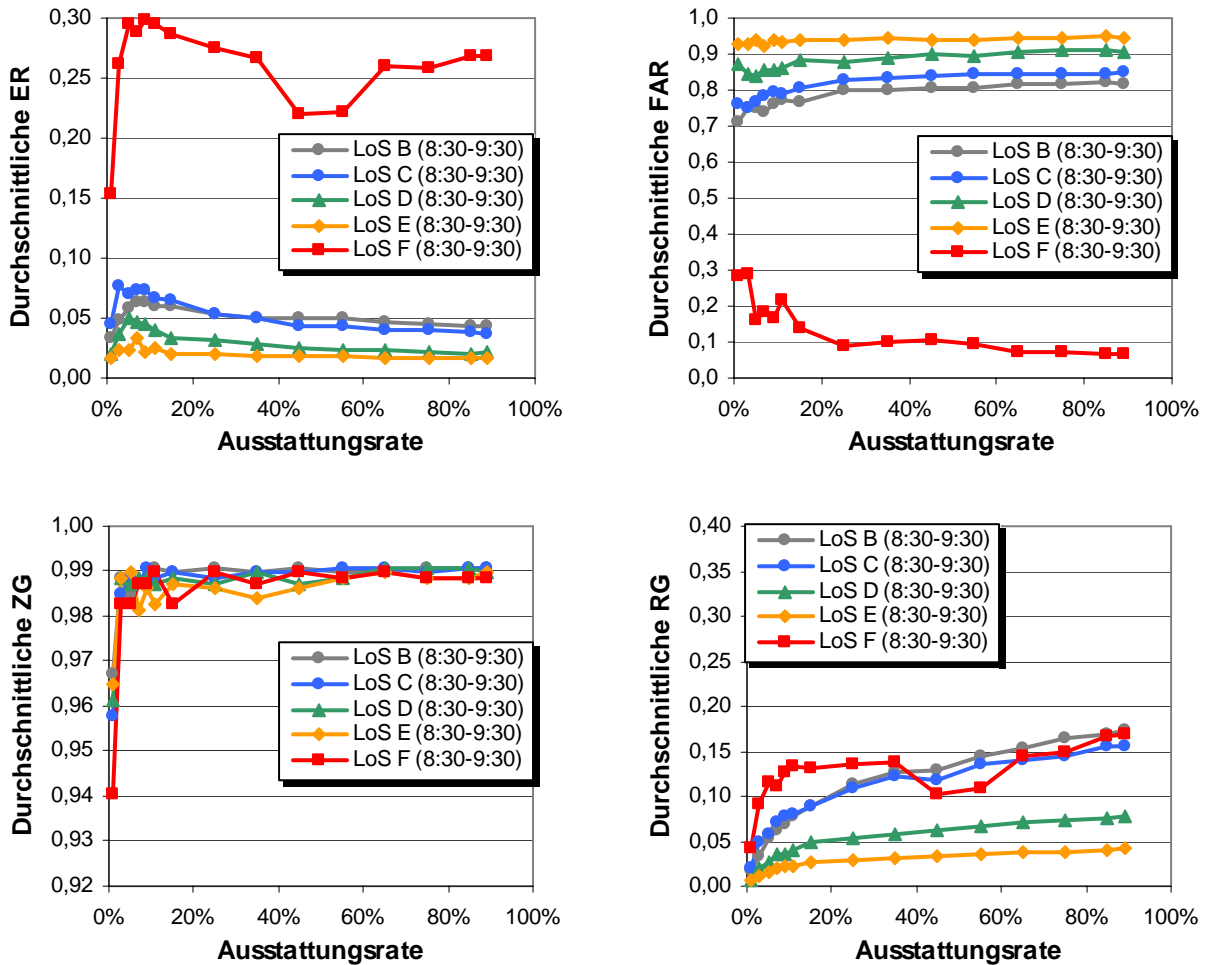 Durchschnittliche ER
0,30
0,25
0,20
0,15
0,10
0,05
0,00
LoS B (8:30-9:30)
LoS C (8:30-9:30)
LoS D (8:30-9:30)
LoS E (8:30-9:30)
LoS F (8:30-9:30)
0% 20% 40% 60% 80% 100%
Ausstattungsrate
Durchschnittliche FAR
1,0
0,9
0,8
0,7
0,6
0,5
0,4
0,3
0,2
0,1
0,0
LoS B (8:30-9:30)
LoS C (8:30-9:30)
LoS D (8:30-9:30)
LoS E (8:30-9:30)
LoS F (8:30-9:30)
0% 20% 40% 60% 80% 100%
Ausstattungsrate
Durchschnittliche ZG
1,00
0,99
0,98
0,97
0,96
0,95
0,94
0,93
0,92
LoS B (8:30-9:30)
LoS C (8:30-9:30)
LoS D (8:30-9:30)
LoS E (8:30-9:30)
LoS F (8:30-9:30)
0% 20% 40% 60% 80% 100%
Ausstattungsrate
Durchschnittliche RG
0,40
0,35
0,30
0,25
0,20
0,15
0,10
0,05
0,00
LoS B (8:30-9:30)
LoS C (8:30-9:30)
LoS D (8:30-9:30)
LoS E (8:30-9:30)
LoS F (8:30-9:30)
0% 20% 40% 60% 80% 100%
Ausstattungsrate